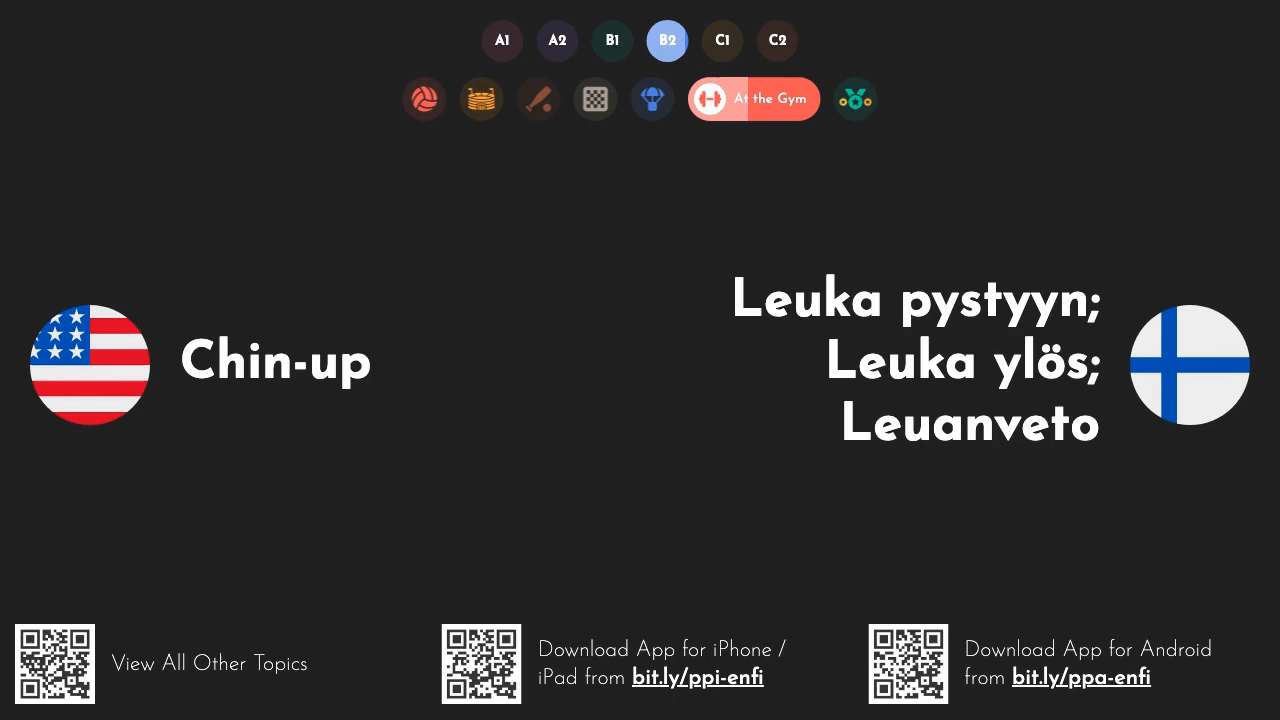 A1 A2 B1 B2 C1 C2
At the Gym
Chin-up
Leuka pystyyn;
Leuka ylös;
Leuanveto
View All Other Topics
Download App for iPhone /
iPad from bit.ly/ppi-enfi
Download App for Android
from bit.ly/ppa-enfi